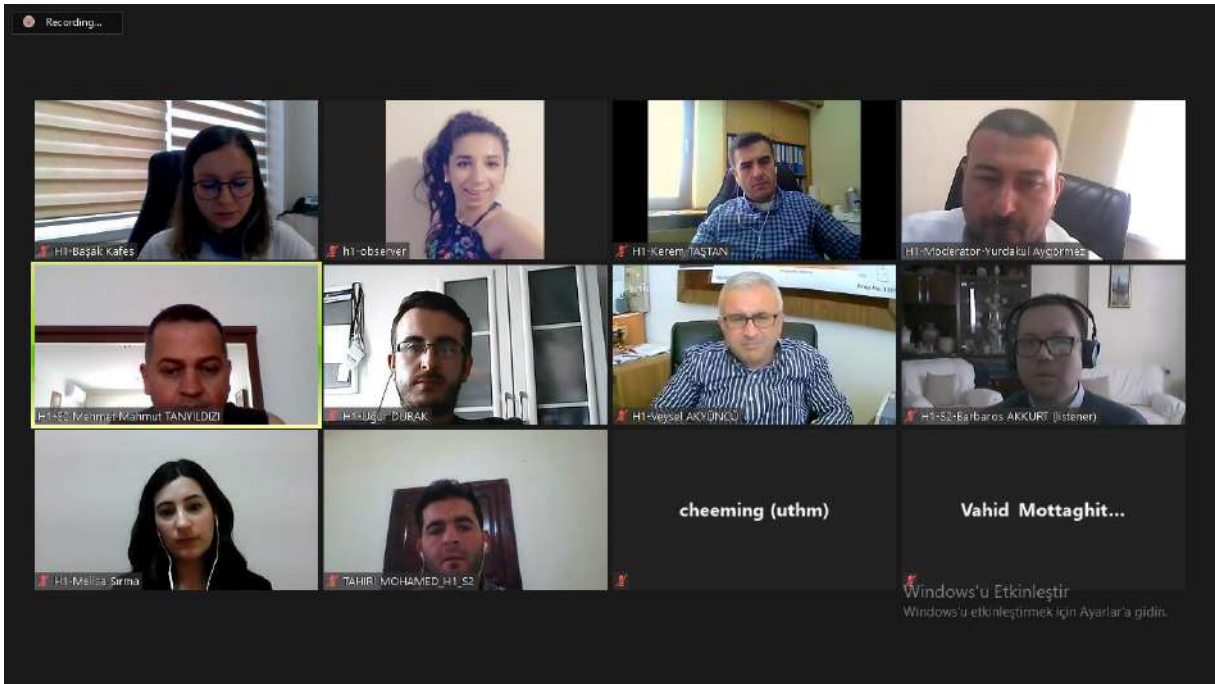 Recording...
H1-Başak Kafes
h1-observer
H1-Kerem TAŞTAN
H1-Moderator-Yurdakul Aygörmez
H1-S2 Mehmet Mahmut TANYILDIZI
H1-Uğur DURAK
H1-Veysel AKYÜNCÜ
H1-S2-Barbaros AKKURT (listener)
H1-Melisa Sırma
TAHIRI MOHAMED_H1_S2
cheeming (uthm)
Vahid Mottaghit...
Windows'u Etkinleştir
Windows'u etkinleştirmek için Ayarlar'a gidin.